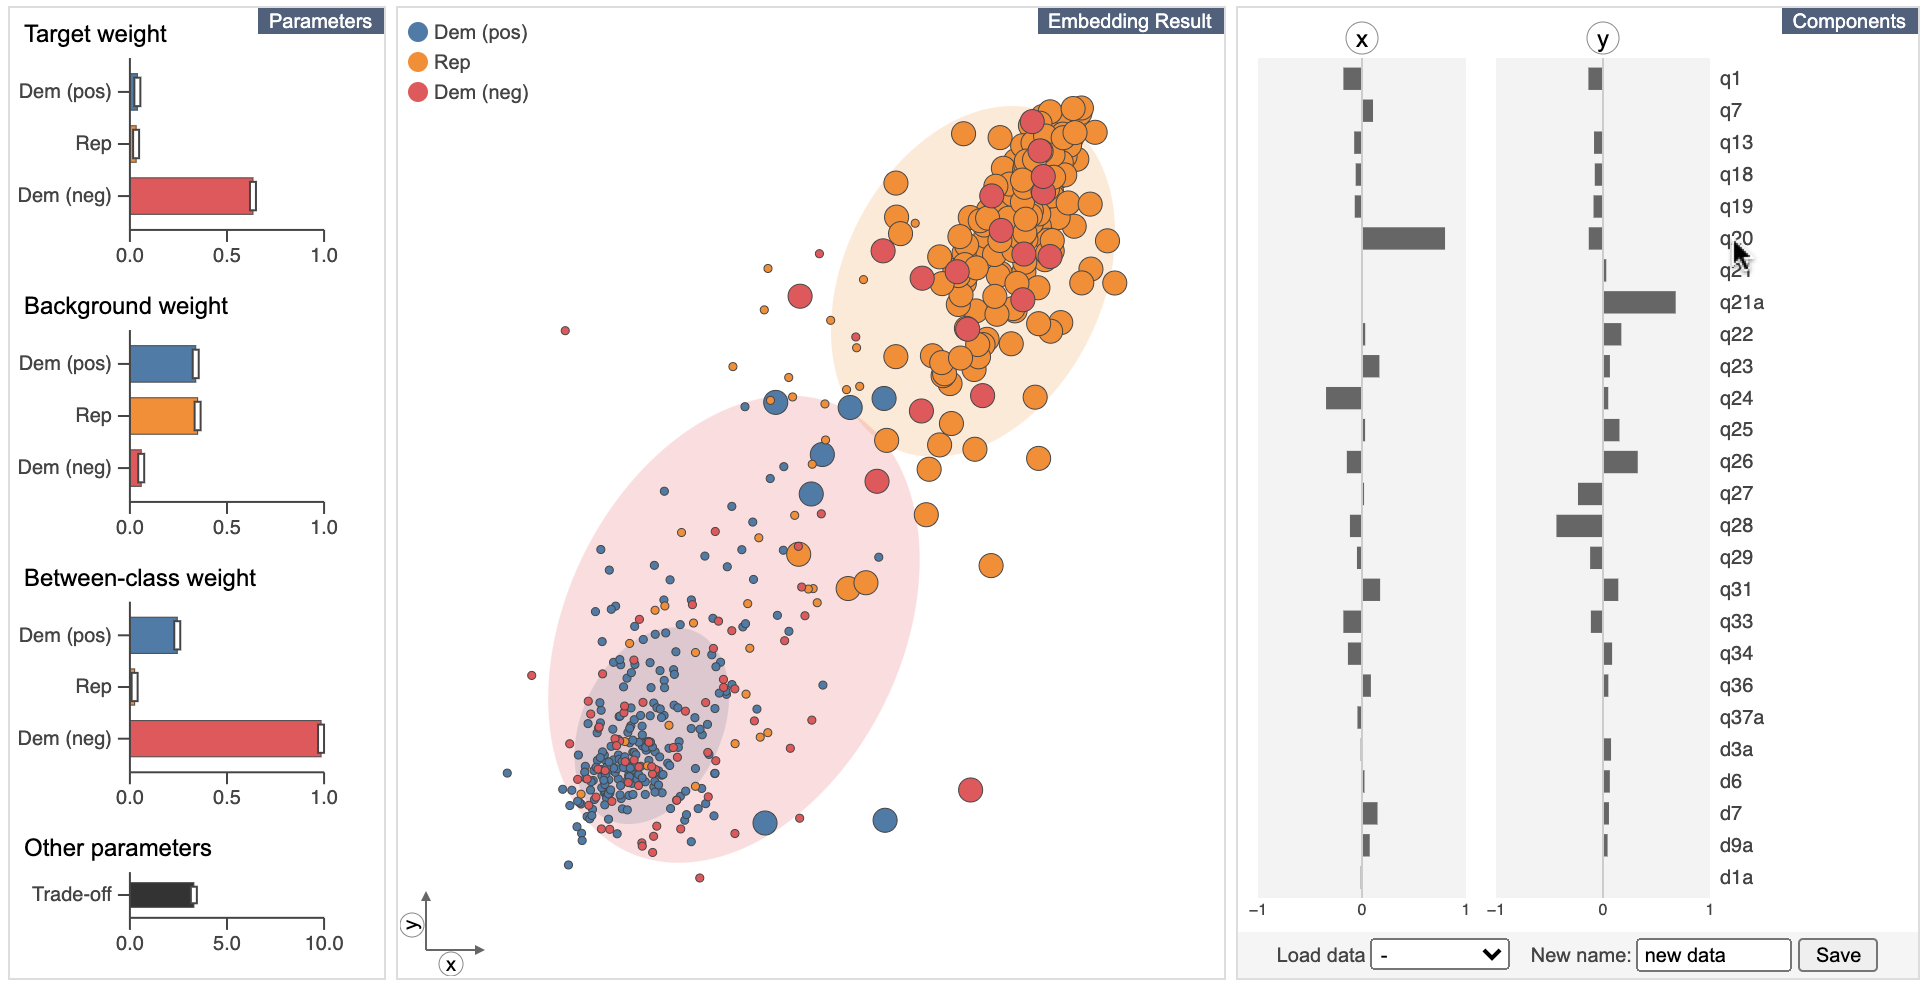 Parameters
Target weight
Dem (pos)
Rep
Dem (neg)
0.0 0.5 1.0
Background weight
Dem (pos)
Rep
Dem (neg)
0.0 0.5 1.0
Between-class weight
Dem (pos)
Rep
Dem (neg)
0.0 0.5 1.0
Other parameters
Trade-off
0.0 5.0 10.0
Embedding Result
Dem (pos)
Rep
Dem (neg)
y
x
Components
x y
q1
q7
q13
q18
q19
q20
q21
q21a
q22
q23
q24
q25
q26
q27
q28
q29
q31
q33
q34
q36
q37a
d3a
d6
d7
d9a
d1a
−1 0 1 −1 0 1
Load data - New name: new data Save